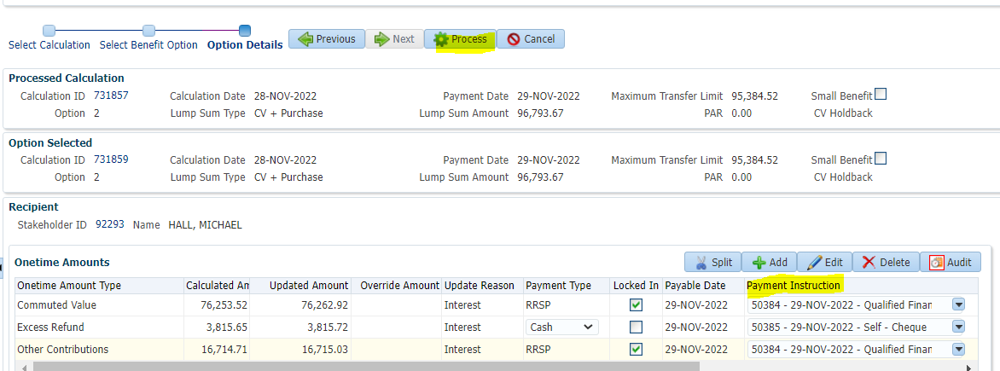 Select Calculation Select Benefit Option Option Details Previous Next Process Cancel
Processed Calculation
Calculation ID 731857 Calculation Date 28-NOV-2022 Payment Date 29-NOV-2022 Maximum Transfer Limit 95,384.52 Small Benefit
Option 2 Lump Sum Type CV + Purchase Lump Sum Amount 96,793.67 PAR 0.00 CV Holdback
Option Selected
Calculation ID 731859 Calculation Date 28-NOV-2022 Payment Date 29-NOV-2022 Maximum Transfer Limit 95,384.52 Small Benefit
Option 2 Lump Sum Type CV + Purchase Lump Sum Amount 96,793.67 PAR 0.00 CV Holdback
Recipient
Stakeholder ID 92293 Name HALL, MICHAEL
Onetime Amounts Split Add Edit Delete Audit
Onetime Amount Type Calculated Am Updated Amount Override Amount Update Reason Payment Type Locked In Payable Date Payment Instruction
Commuted Value 76,253.52 76,262.92 Interest RRSP 29-NOV-2022 50384 - 29-NOV-2022 - Qualified Finan
Excess Refund 3,815.65 3,815.72 Interest Cash 29-NOV-2022 50385 - 29-NOV-2022 - Self - Cheque
Other Contributions 16,714.71 16,715.03 Interest RRSP 29-NOV-2022 50384 - 29-NOV-2022 - Qualified Finan